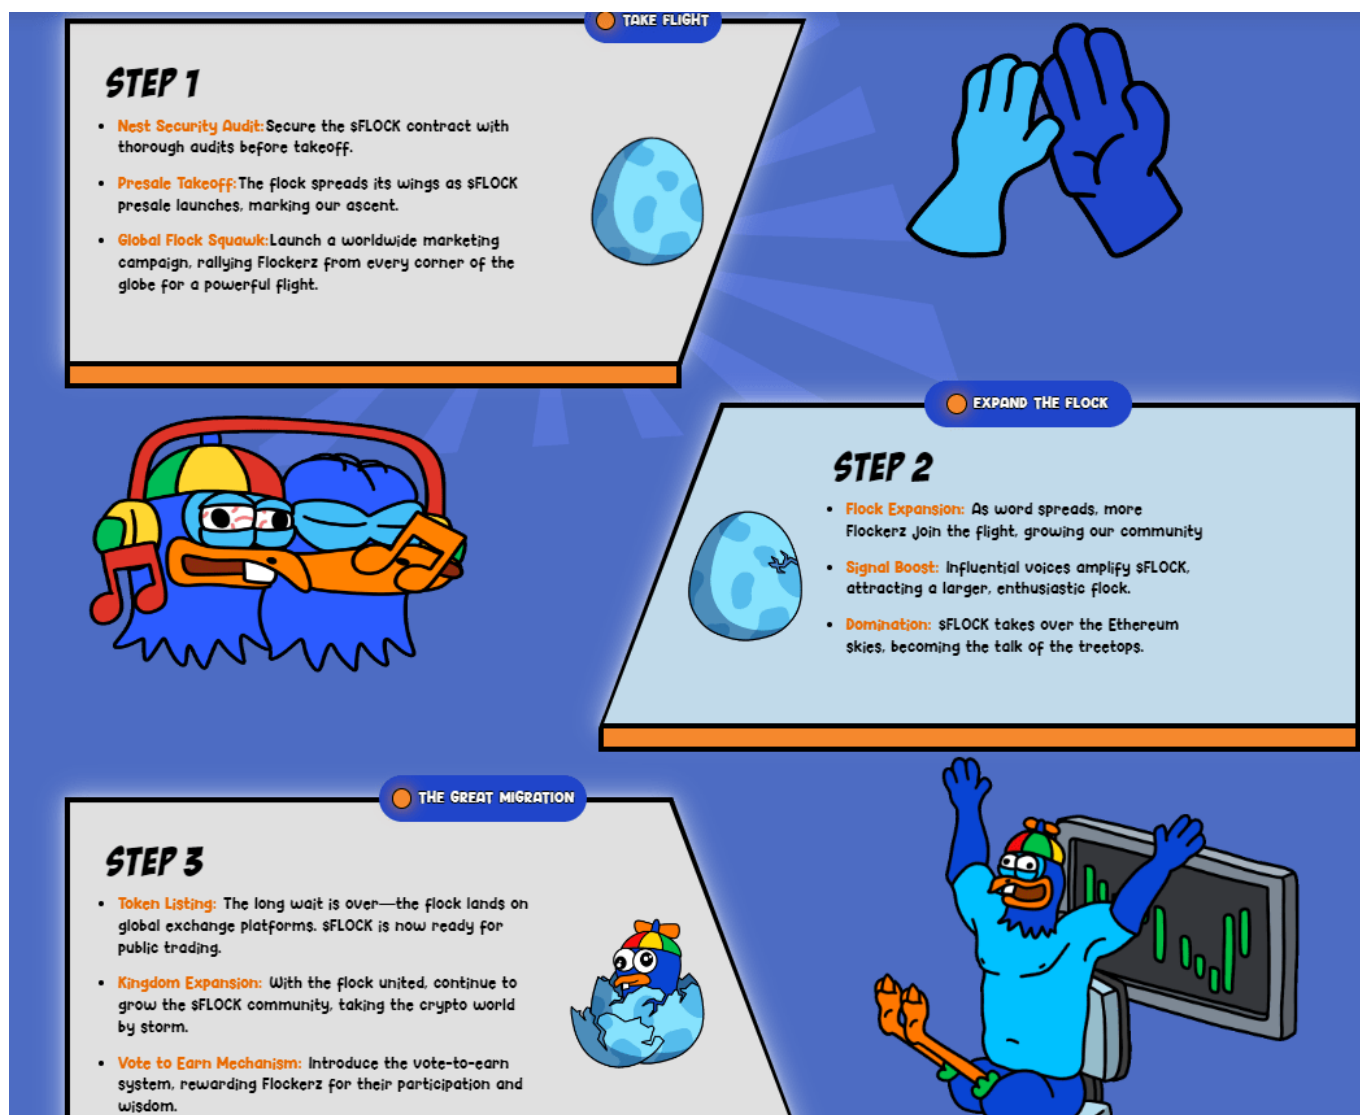 TAKE FLIGHT
STEP 1
• Nest Security Audit: Secure the $FLOCK contract with
thorough audits before takeoff.
• Presale Takeoff: The flock spreads its wings as $FLOCK
presale launches, marking our ascent.
• Global Flock Squawk: Launch a worldwide marketing
campaign, rallying Flockerz from every corner of the
globe for a powerful flight.
EXPAND THE FLOCK
STEP 2
• Flock Expansion: As word spreads, more
Flockerz join the flight, growing our community
• Signal Boost: Influential voices amplify $FLOCK,
attracting a larger, enthusiastic flock.
• Domination: $FLOCK takes over the Ethereum
skies, becoming the talk of the treetops.
THE GREAT MIGRATION
STEP 3
• Token Listing: The long wait is over—the flock lands on
global exchange platforms. $FLOCK is now ready for
public trading.
• Kingdom Expansion: With the flock united, continue to
grow the $FLOCK community, taking the crypto world
by storm.
• Vote to Earn Mechanism: Introduce the vote-to-earn
system, rewarding Flockerz for their participation and
wisdom.